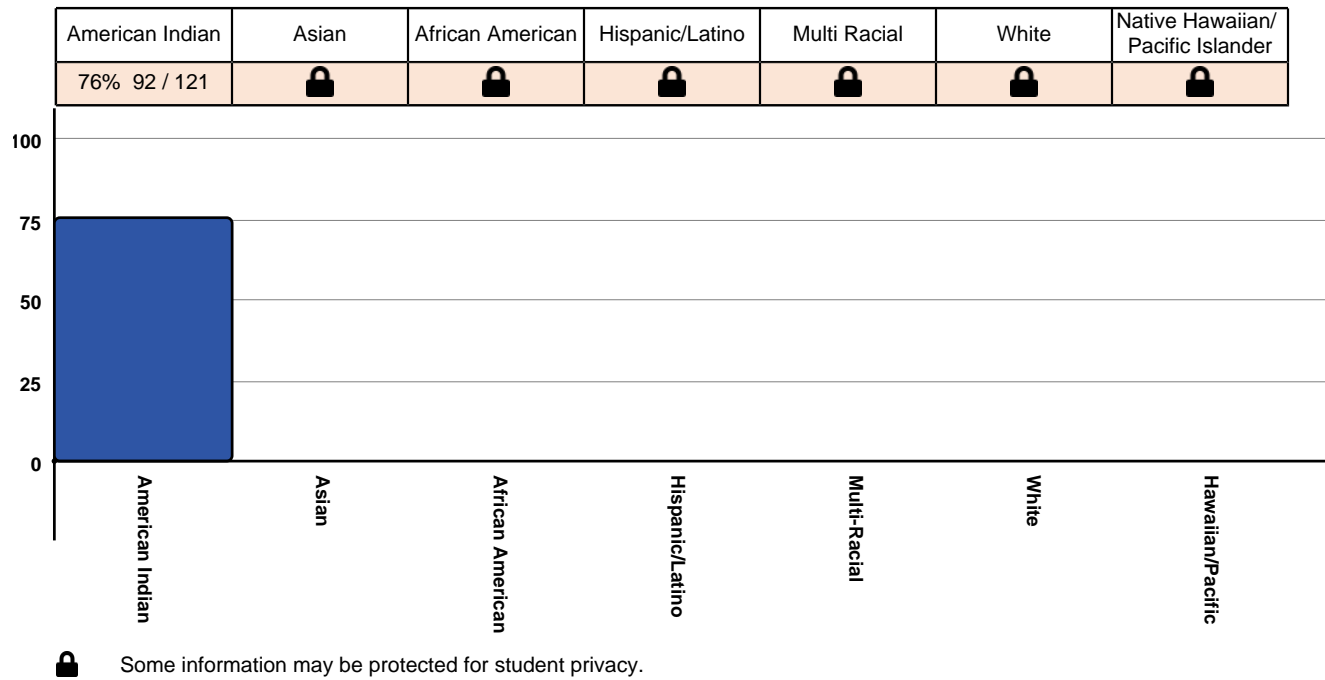 American Indian Asian African American Hispanic/Latino Multi Racial White Native Hawaiian/
Pacific Islander
76% 92 / 121
100
75
50
25
0
American Indian
Asian
African American
Hispanic/Latino
Multi-Racial
White
Hawaiian/Pacific
Some information may be protected for student privacy.